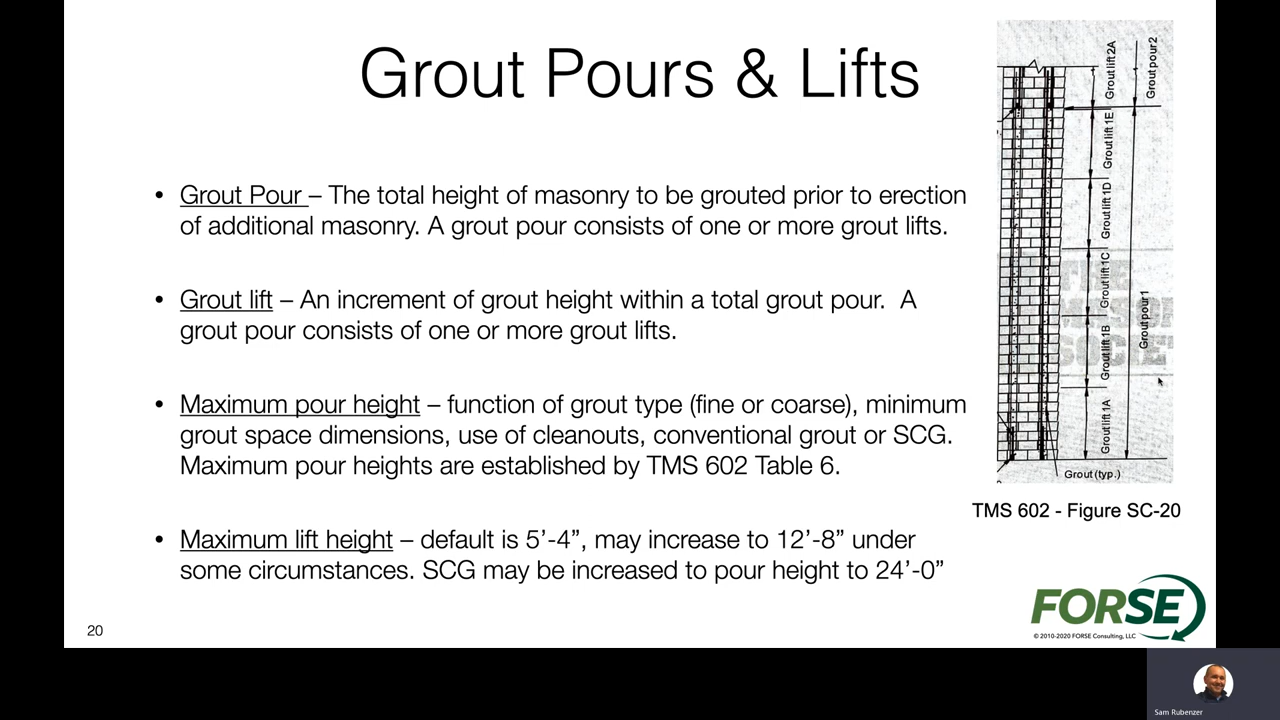 Grout Pours & Lifts
• Grout Pour – The total height of masonry to be grouted prior to erection
of additional masonry. A grout pour consists of one or more grout lifts.
• Grout lift – An increment of grout height within a total grout pour.  A
grout pour consists of one or more grout lifts.
• Maximum pour height – function of grout type (fine or coarse), minimum
grout space dimensions, use of cleanouts, conventional grout or SCG.
Maximum pour heights are established by TMS 602 Table 6.
• Maximum lift height – default is 5’-4”, may increase to 12’-8” under
some circumstances. SCG may be increased to pour height to 24’-0”
Grout lift 2A
Grout pour 2
Grout lift 1E
Grout lift 1D
Grout lift 1C
Grout lift 1B
Grout lift 1A
Grout pour 1
Grout (typ.)
TMS 602 - Figure SC-20
FORSE
© 2010-2020 FORSE Consulting, LLC
20
Sam Rubenzer